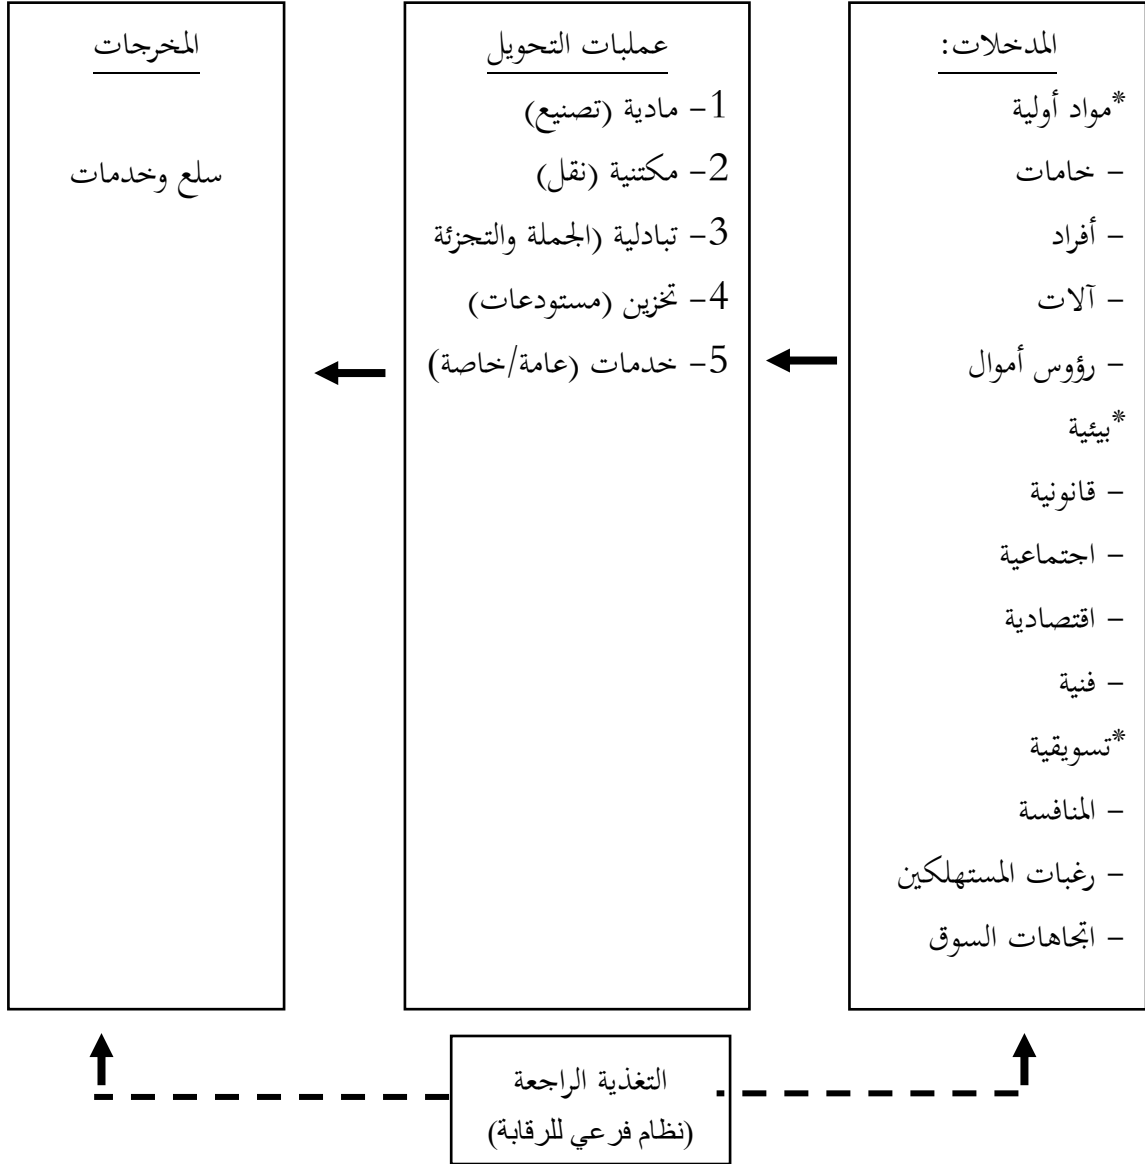 المدخلات:
*مواد أولية
– خامات
– أفراد
– آلات
– رؤوس أموال
*بيئية
– قانونية
– اجتماعية
– اقتصادية
– فنية
*تسويقية
– المنافسة
– رغبات المستهلكين
– اتجاهات السوق
عملبات التحويل
1– مادية (تصنيع)
2– مكتنية (نقل)
3– تبادلية (الجملة والتجزئة
4– تخزين (مستودعات)
5– خدمات (عامة/خاصة)
المخرجات
سلع وخدمات
التغذية الراجعة
(نظام فرعي للرقابة)